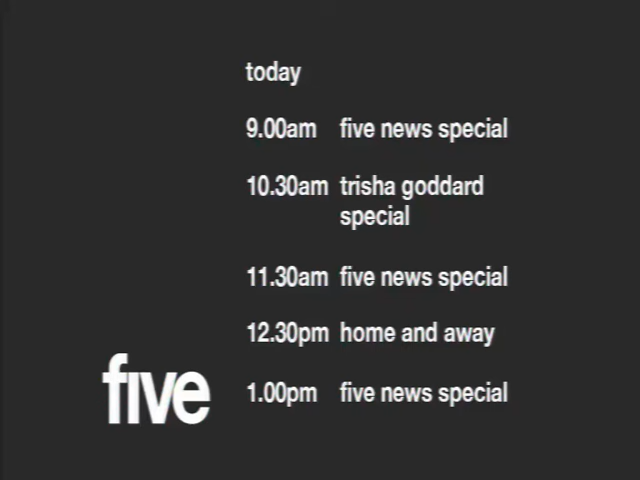 today
9.00am five news special
10.30am trisha goddard
special
11.30am five news special
12.30pm home and away
1.00pm five news special
five